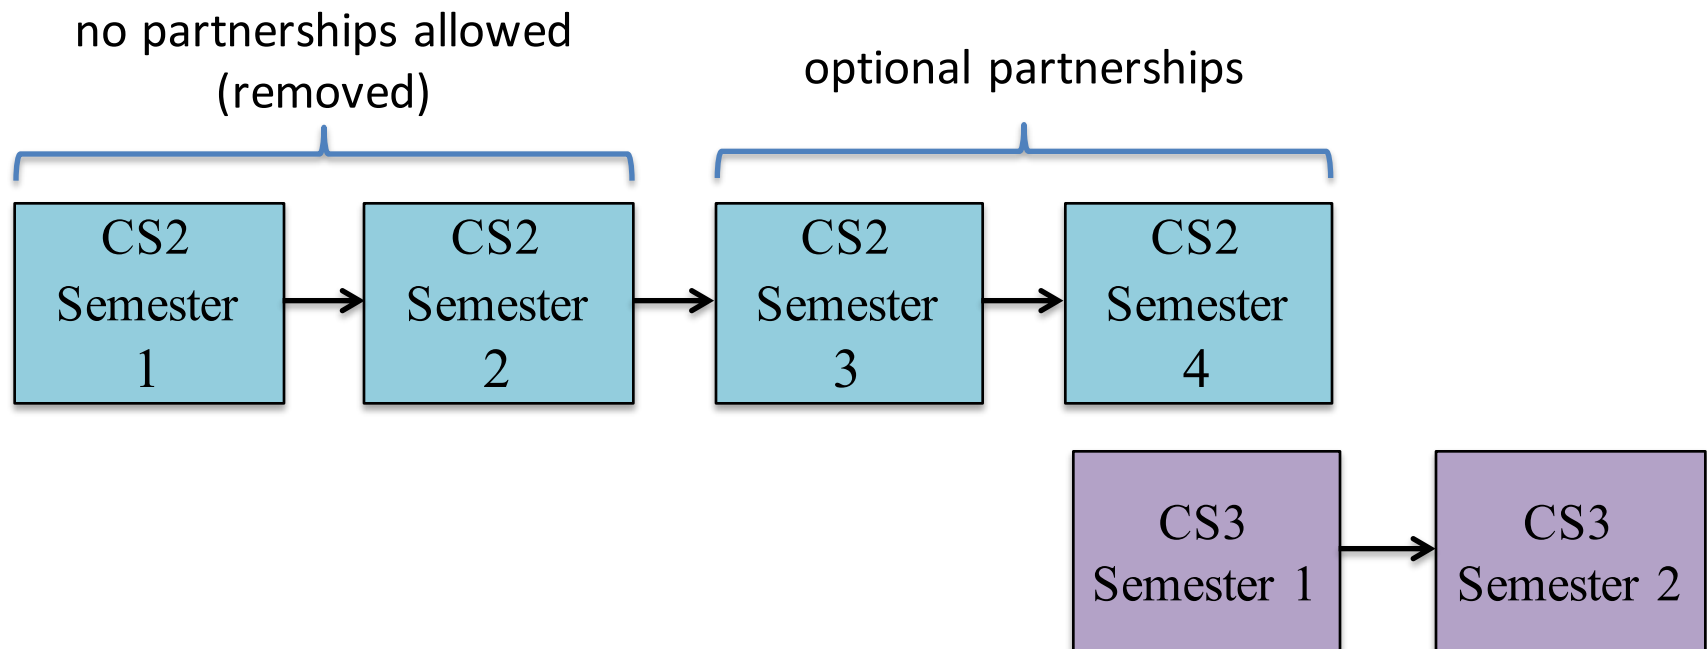 no partnerships allowed
(removed)
optional partnerships
CS2
Semester
1
CS2
Semester
2
CS2
Semester
3
CS2
Semester
4
CS3
Semester 1
CS3
Semester 2